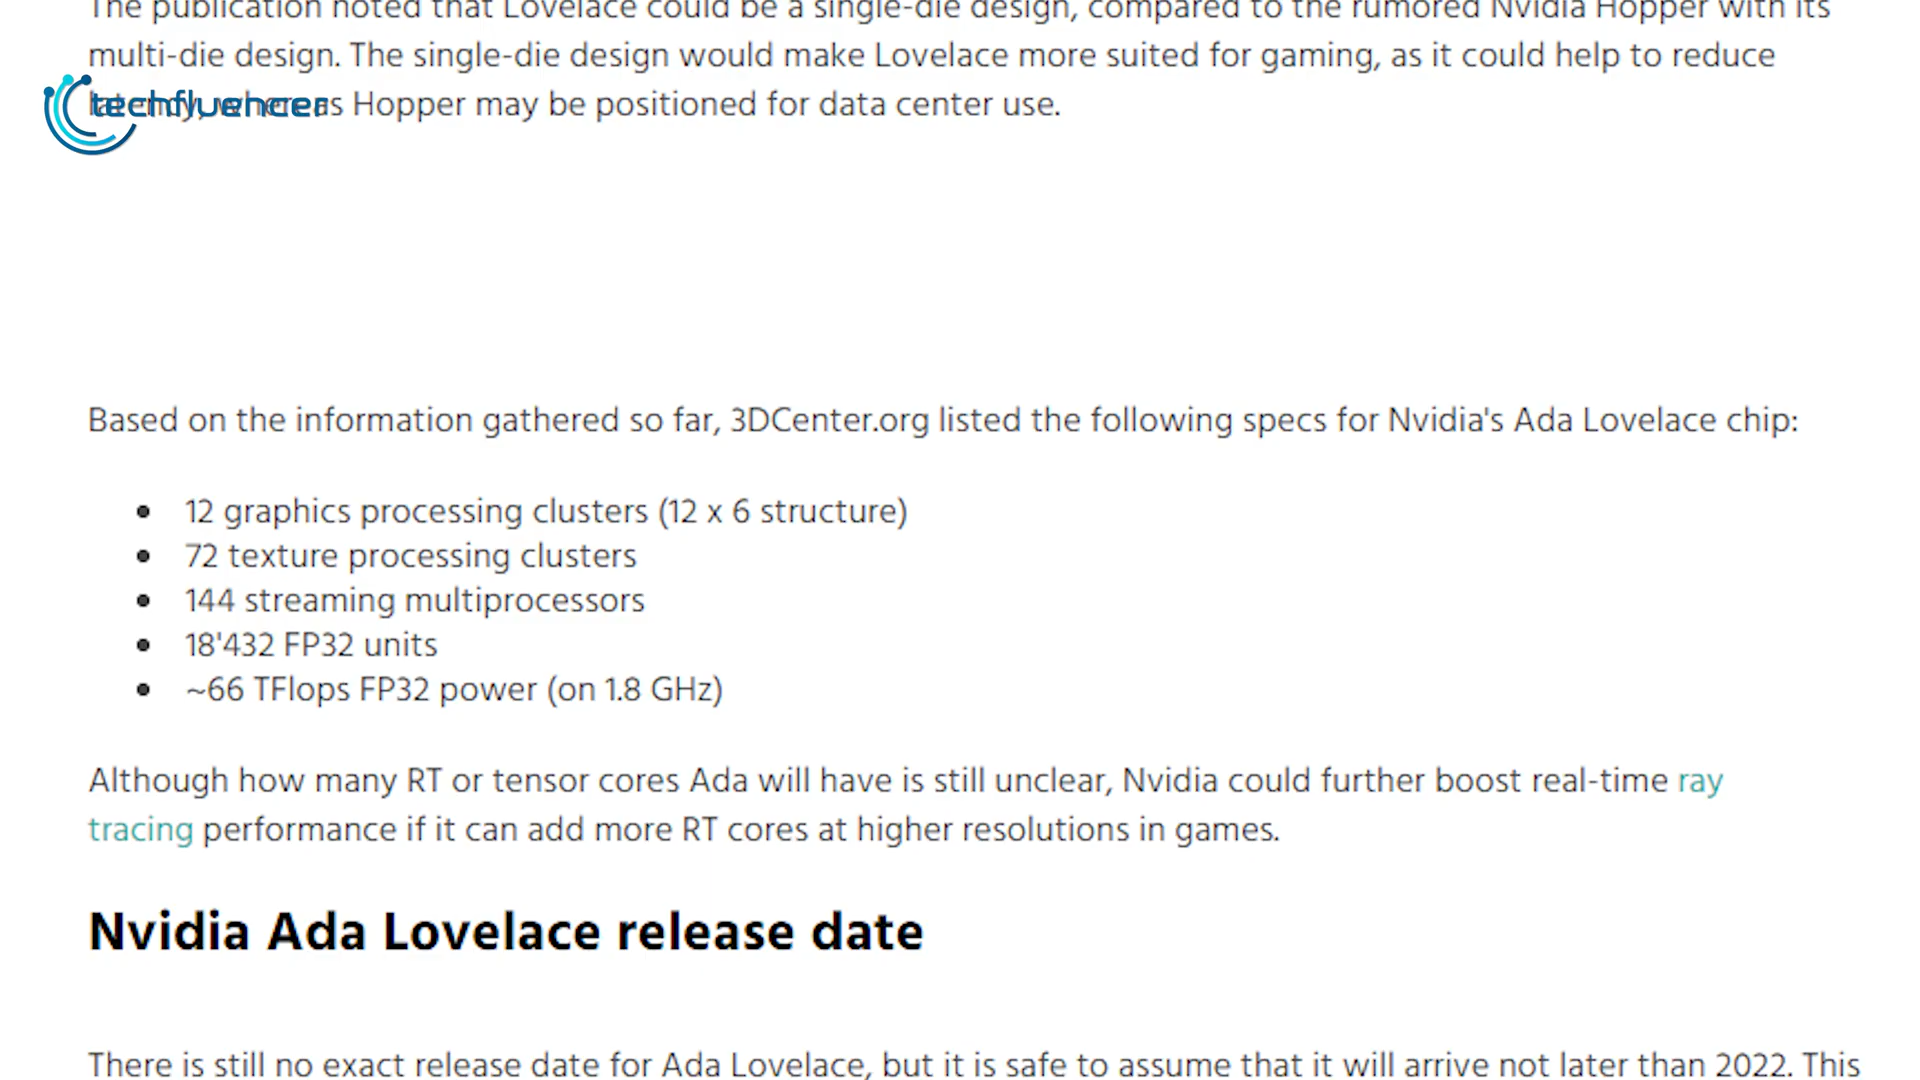 The publication noted that Lovelace could be a single-die design, compared to the rumored Nvidia Hopper with its
multi-die design. The single-die design would make Lovelace more suited for gaming, as it could help to reduce
latency, whereas Hopper may be positioned for data center use.
techfluencer
Based on the information gathered so far, 3DCenter.org listed the following specs for Nvidia's Ada Lovelace chip:
• 12 graphics processing clusters (12 x 6 structure)
• 72 texture processing clusters
• 144 streaming multiprocessors
• 18'432 FP32 units
• ~66 TFlops FP32 power (on 1.8 GHz)
Although how many RT or tensor cores Ada will have is still unclear, Nvidia could further boost real-time ray
tracing performance if it can add more RT cores at higher resolutions in games.
Nvidia Ada Lovelace release date
There is still no exact release date for Ada Lovelace, but it is safe to assume that it will arrive not later than 2022. This